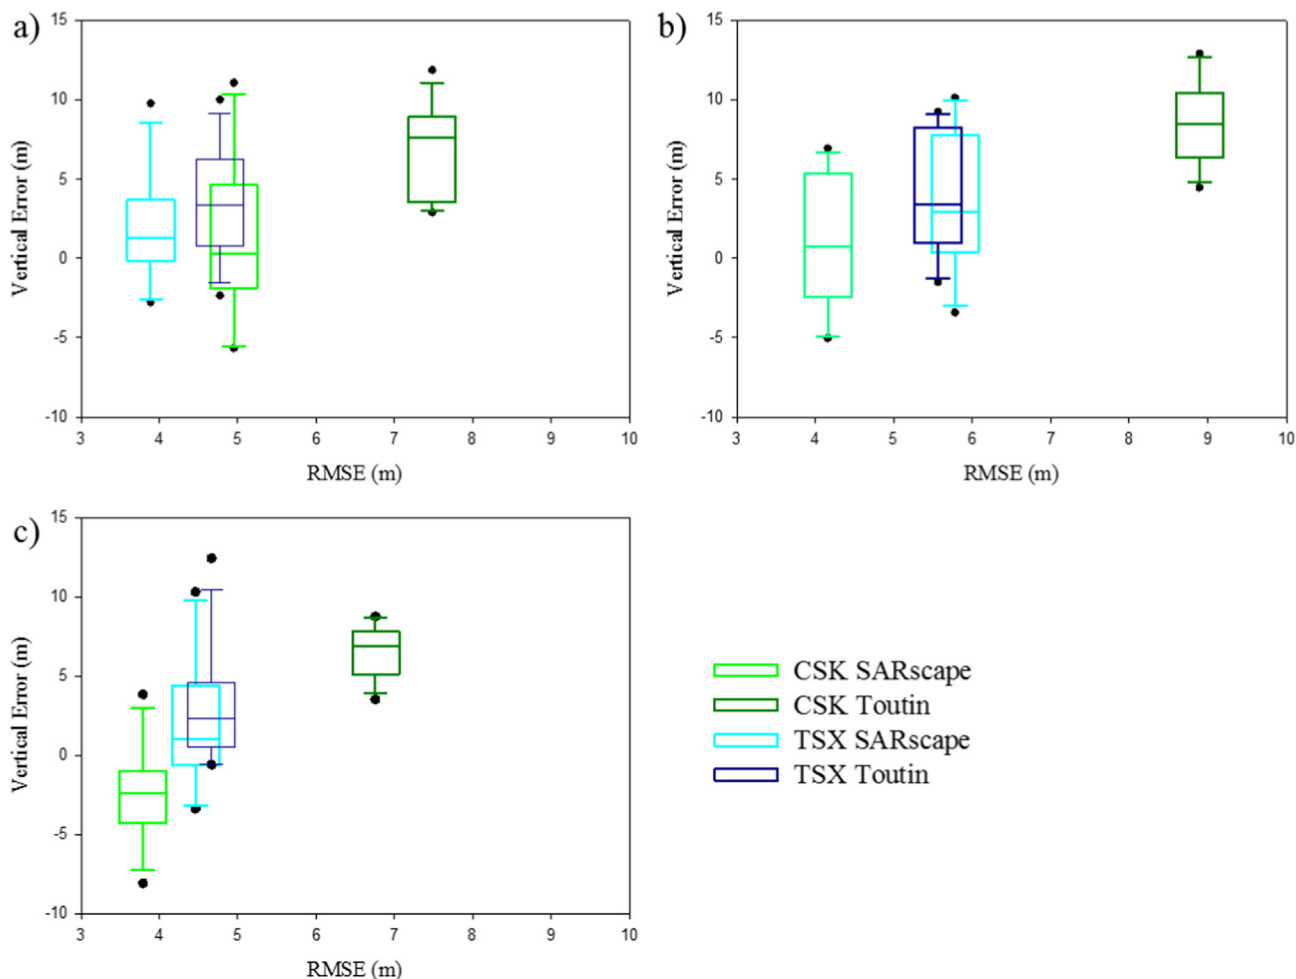 a)
15
10
5
0
-5
-10
Vertical Error (m)
3 4 5 6 7 8 9 10
RMSE (m)
b)
15
10
5
0
-5
-10
Vertical Error (m)
3 4 5 6 7 8 9 10
RMSE (m)
c)
15
10
5
0
-5
-10
Vertical Error (m)
3 4 5 6 7 8 9 10
RMSE (m)
CSK SARscape
CSK Toutin
TSX SARscape
TSX Toutin